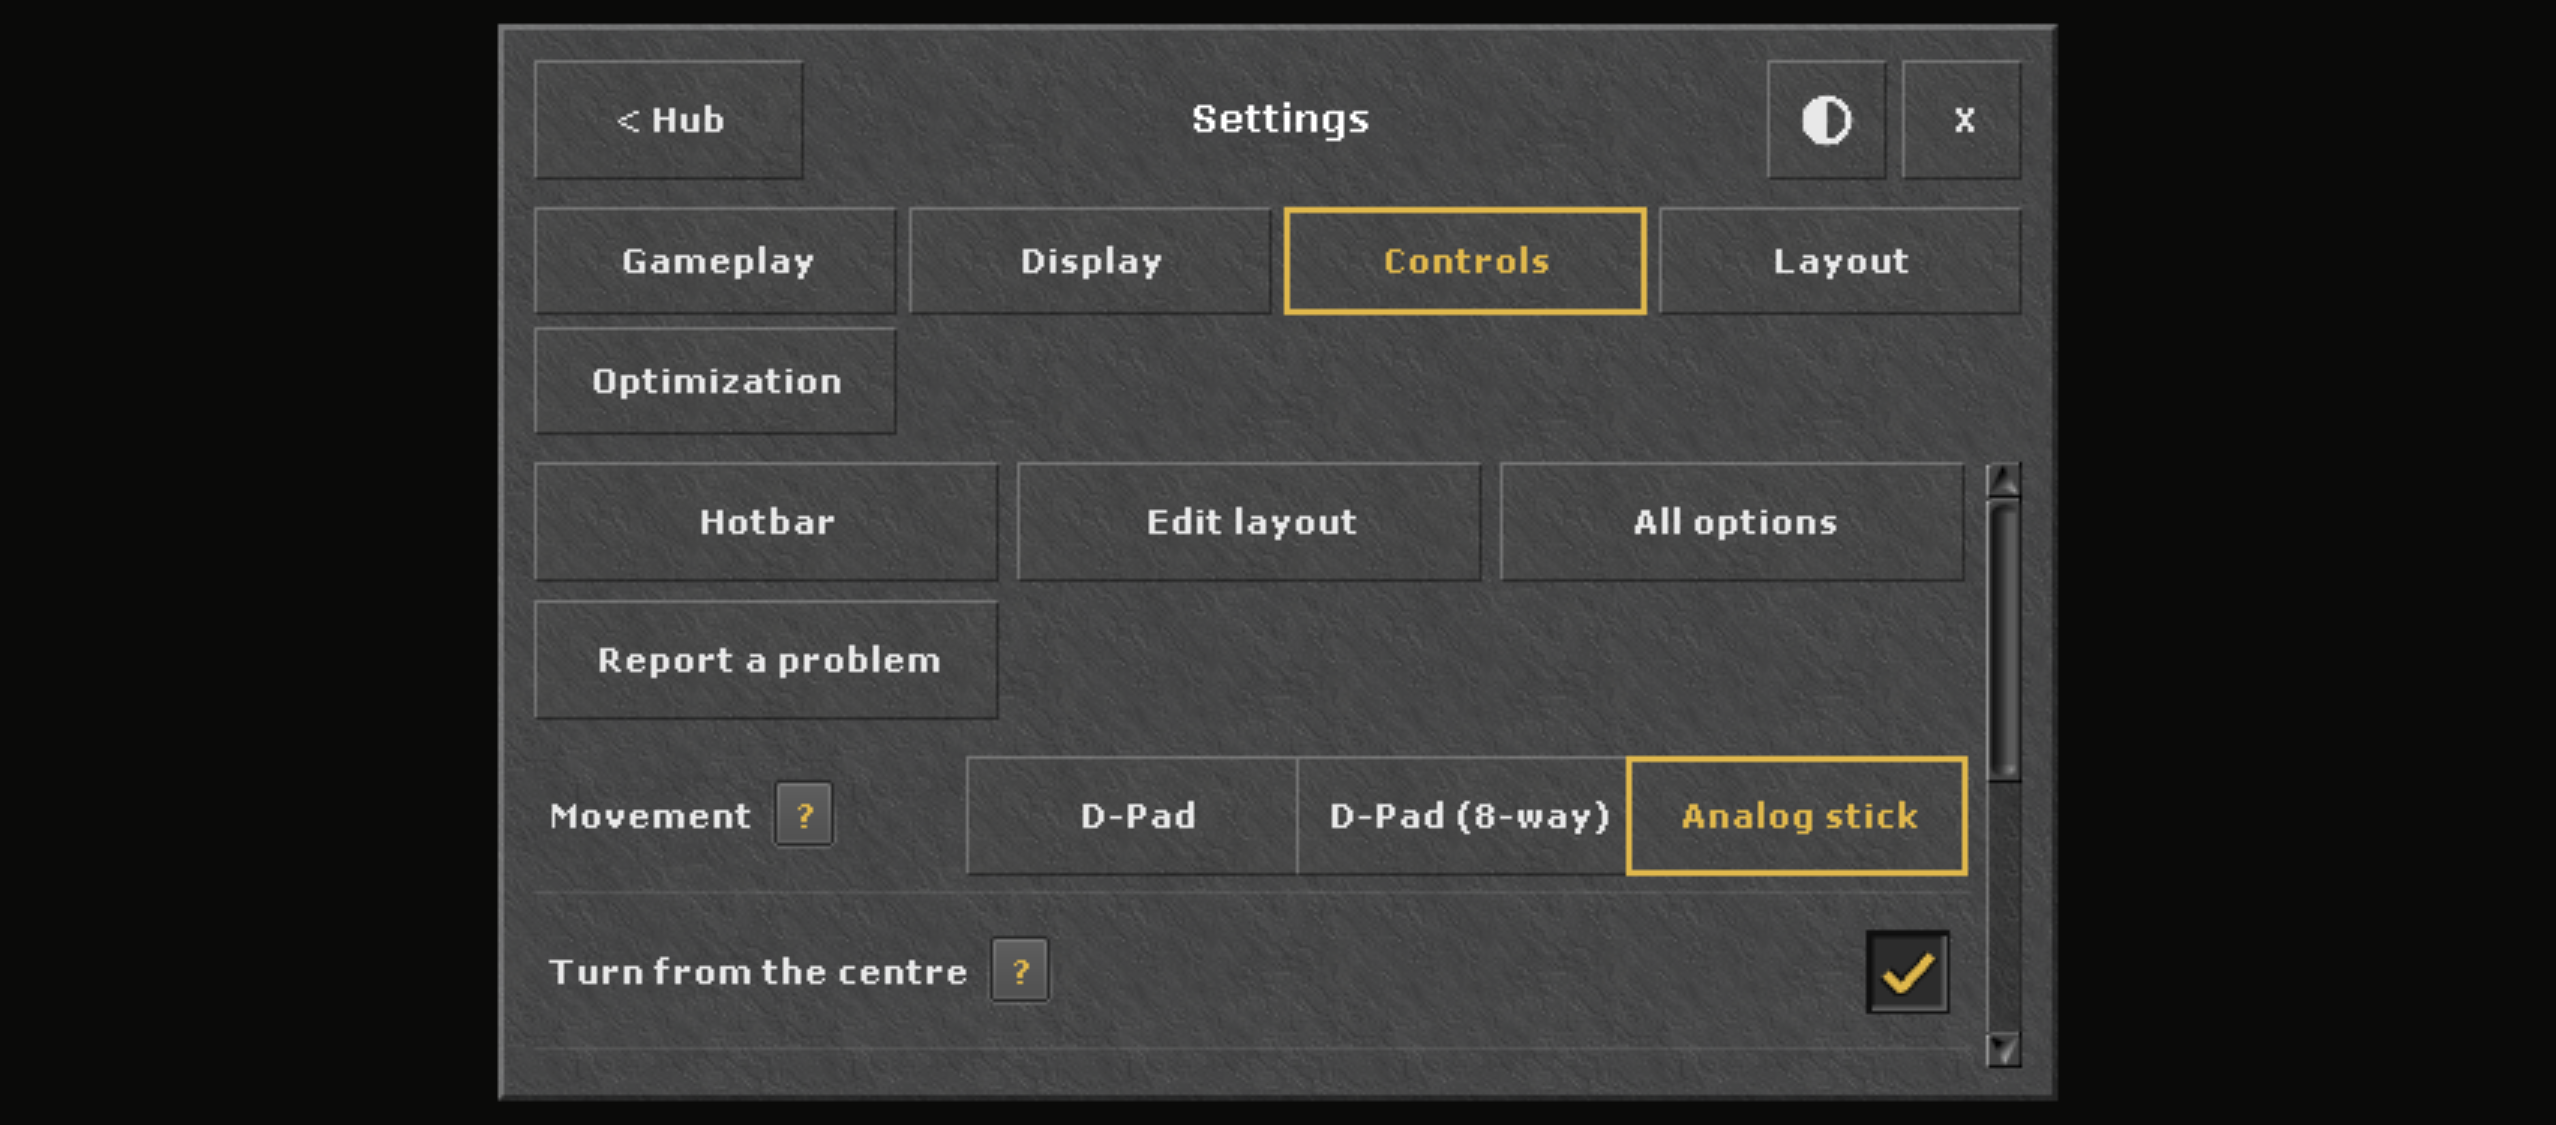 < Hub
Settings
x
Gameplay
Display
Controls
Layout
Optimization
Hotbar
Edit layout
All options
Report a problem
Movement ?
D-Pad
D-Pad (8-way)
Analog stick
Turn from the centre ?